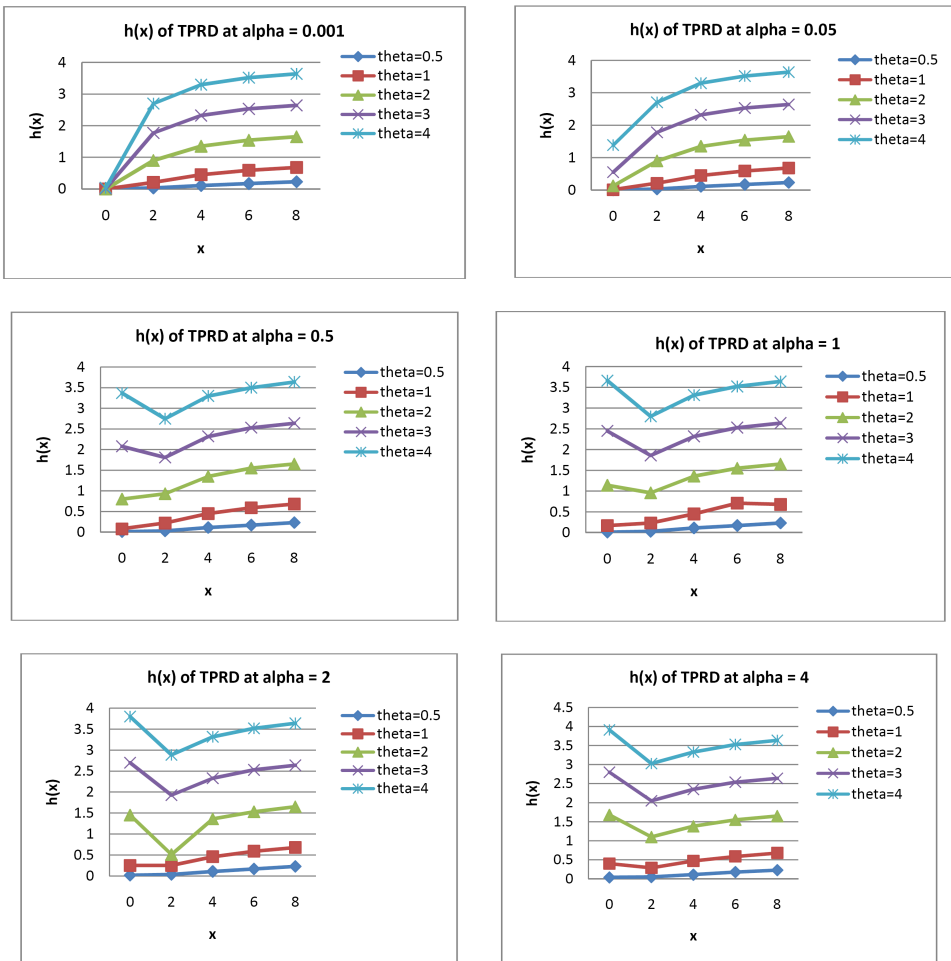 h(x) of TPRD at alpha = 0.001
4
3
2
1
0
h(x)
0 2 4 6 8
x
theta=0.5
theta=1
theta=2
theta=3
theta=4
h(x) of TPRD at alpha = 0.05
4
3
2
1
0
h(x)
0 2 4 6 8
x
theta=0.5
theta=1
theta=2
theta=3
theta=4
h(x) of TPRD at alpha = 0.5
4
3.5
3
2.5
2
1.5
1
0.5
0
h(x)
0 2 4 6 8
x
theta=0.5
theta=1
theta=2
theta=3
theta=4
h(x) of TPRD at alpha = 1
4
3.5
3
2.5
2
1.5
1
0.5
0
h(x)
0 2 4 6 8
x
theta=0.5
theta=1
theta=2
theta=3
theta=4
h(x) of TPRD at alpha = 2
4
3.5
3
2.5
2
1.5
1
0.5
0
h(x)
0 2 4 6 8
x
theta=0.5
theta=1
theta=2
theta=3
theta=4
h(x) of TPRD at alpha = 4
4.5
4
3.5
3
2.5
2
1.5
1
0.5
0
h(x)
0 2 4 6 8
x
theta=0.5
theta=1
theta=2
theta=3
theta=4